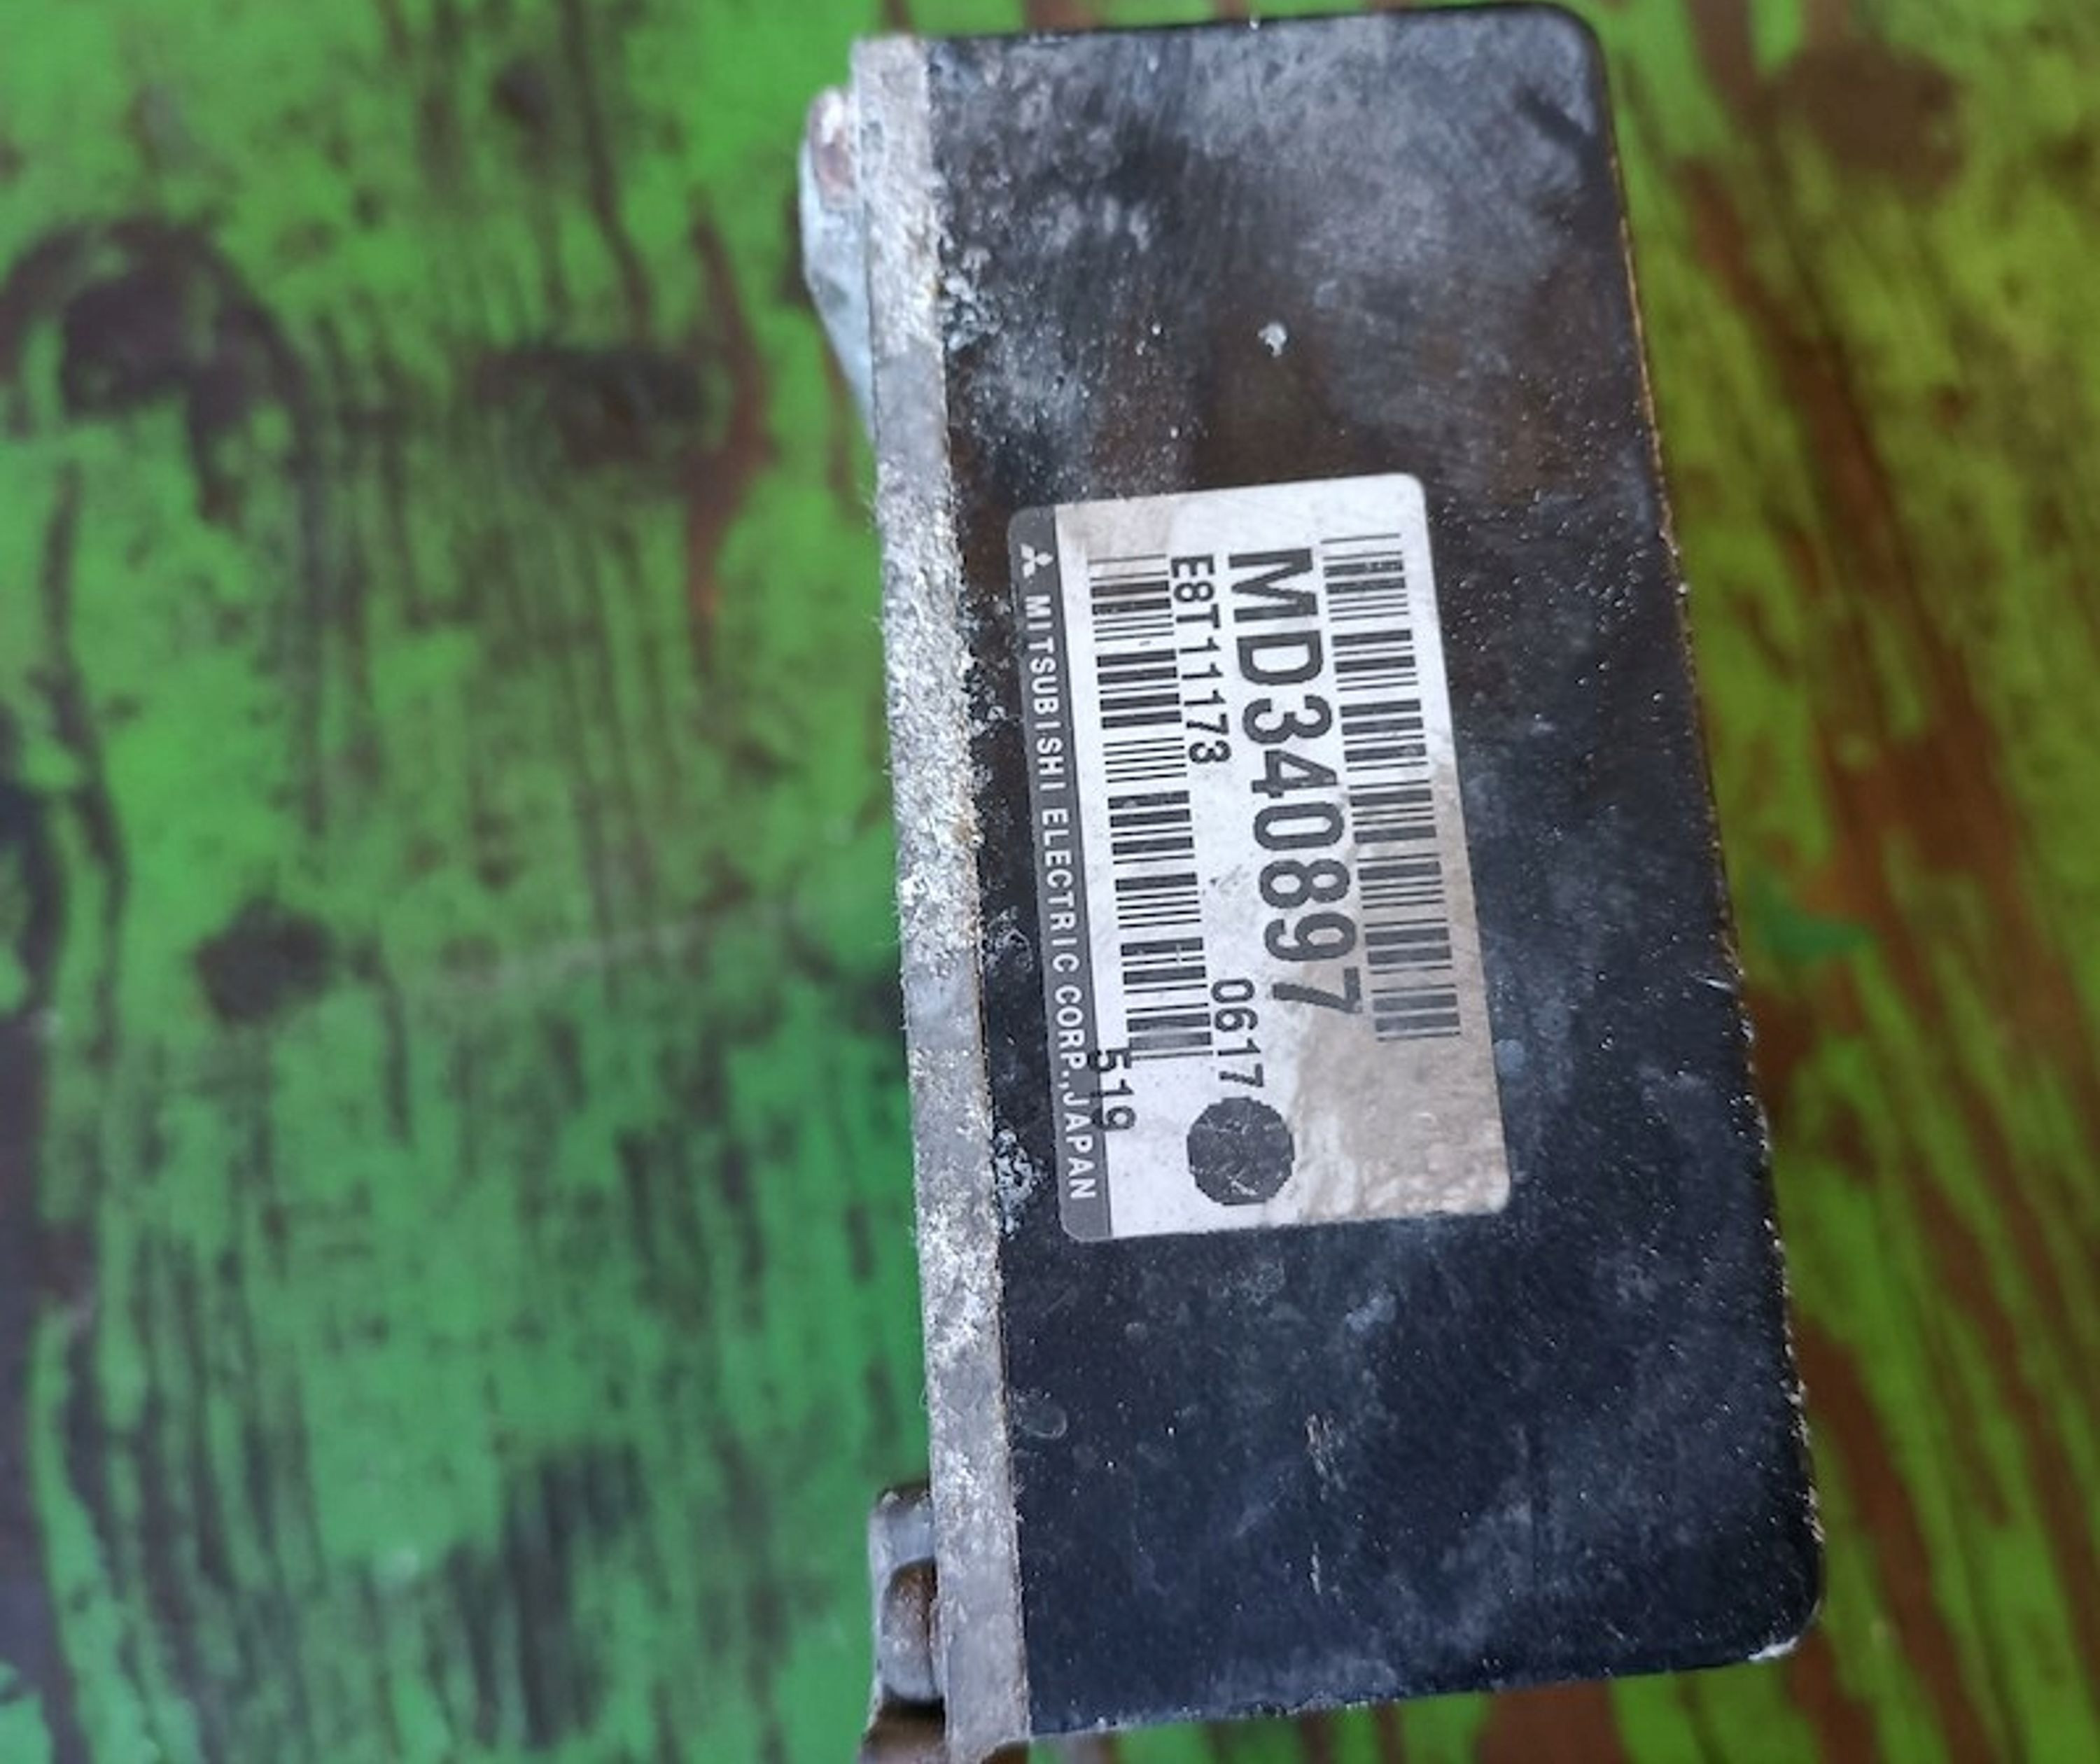 MD340897
E8T11173 0617
519
MITSUBISHI ELECTRIC CORP.,JAPAN